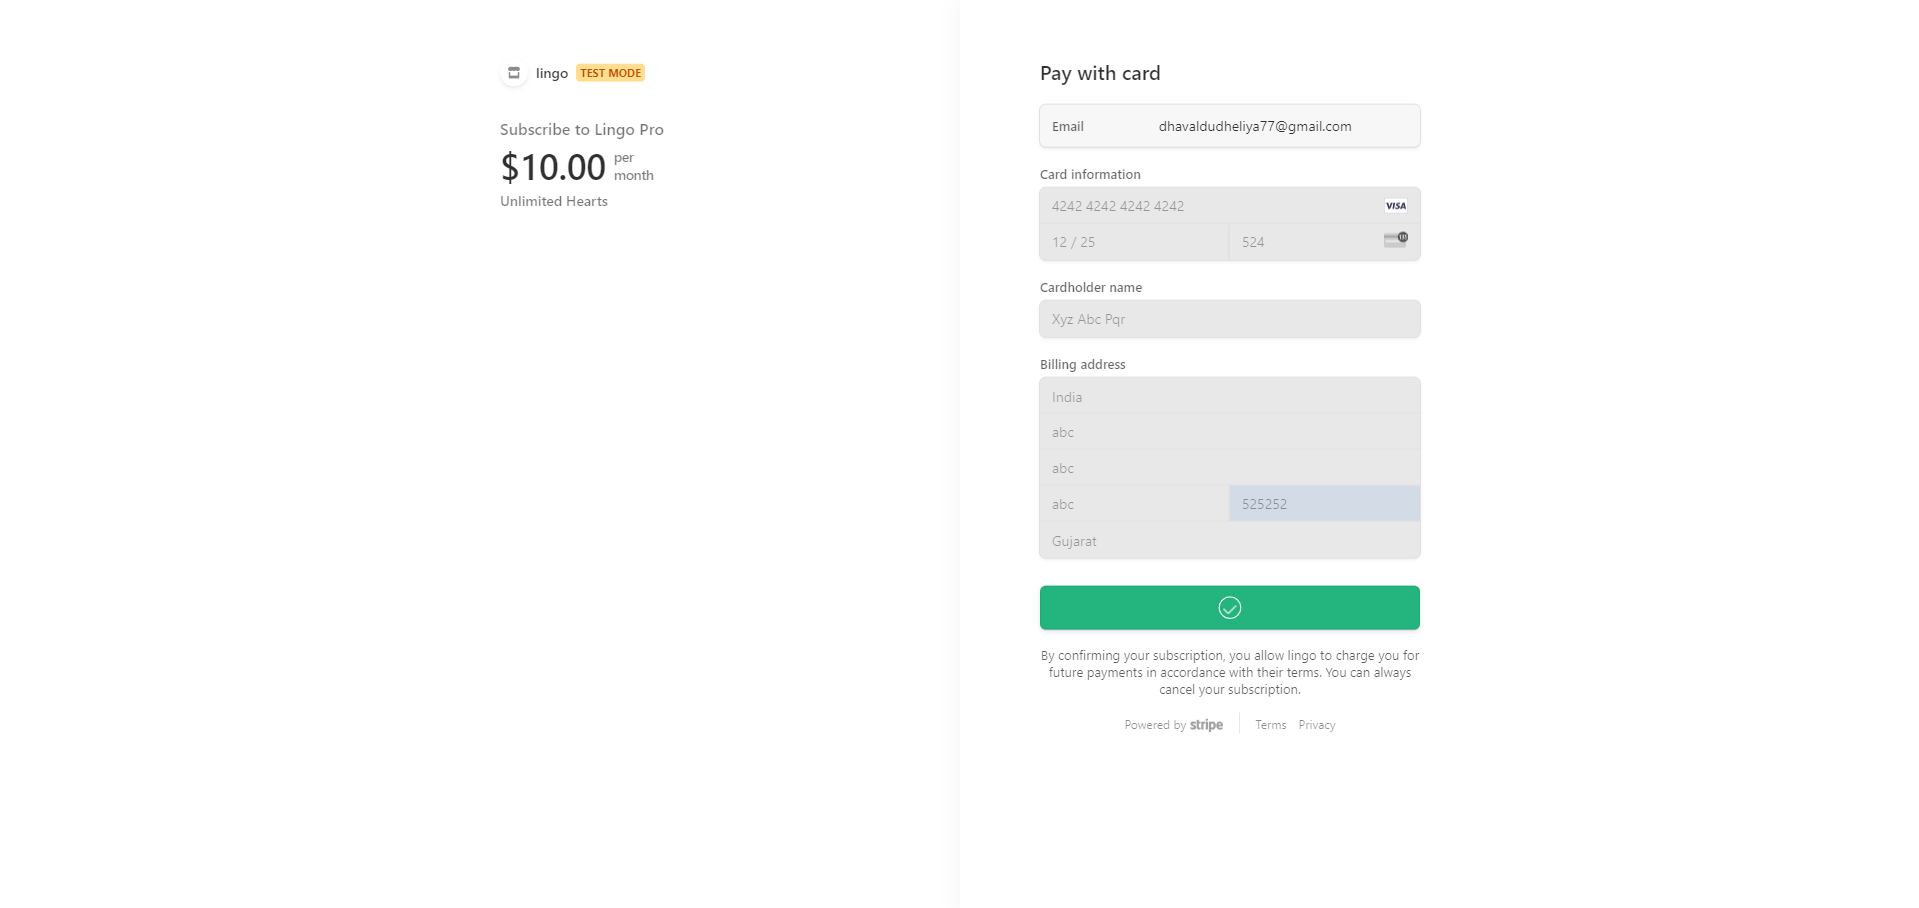 lingo TEST MODE
Subscribe to Lingo Pro
$10.00 per month
Unlimited Hearts
Pay with card
Email dhavaldudheliya77@gmail.com
Card information
4242 4242 4242 4242 VISA
12 / 25 524
Cardholder name
Xyz Abc Pqr
Billing address
India
abc
abc
abc 525252
Gujarat
By confirming your subscription, you allow lingo to charge you for
future payments in accordance with their terms. You can always
cancel your subscription.
Powered by stripe Terms Privacy